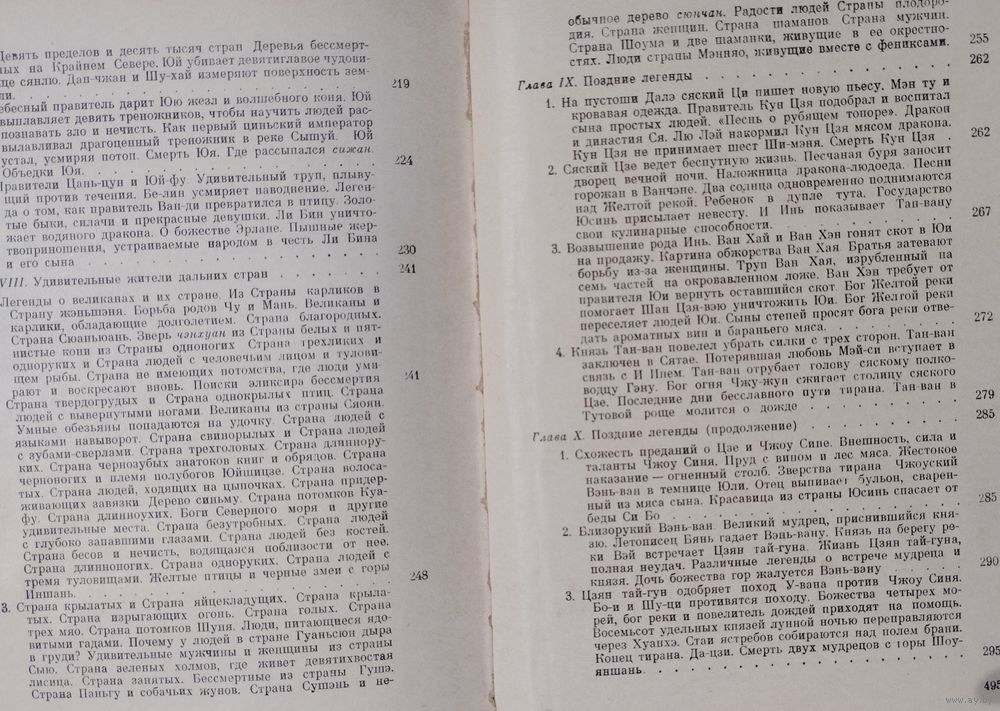 Девять пределов и десять тысяч стран Деревья бессмерт-
ных на Крайнем Севере. Юй убивает девятиглавое чудови-
ще сянлю. Дап-чжан и Шу-хай измеряют поверхность зем-
ли. 219
ебесный правитель дарит Юю жезл и волшебного коня. Юй
выплавляет девять треножников, чтобы научить людей рас-
познавать зло и нечисть. Как первый циньский император
вылавливал драгоценный треножник в реке Сышуй. Юй
устал, усмиряя потоп. Смерть Юя. Где рассыпался сижан.
Объедки Юя. 224
равители Цань-цун и Юй-фу Удивительный труп, плыву-
щий против течения. Бе-лин усмиряет наводнение. Леген-
да о том, как правитель Ван-ди превратился в птицу. Золо-
тые быки, силачи и прекрасные девушки. Ли Бин уничто-
жает водяного дракона. О божестве Эрлане. Пышные жер-
твоприношения, устраиваемые народом в честь Ли Бина
и его сына 230
VIII. Удивительные жители дальних стран 241
Легенды о великанах и их стране. Из Страны карликов в
Страну жэньшэня. Борьба родов Чу и Мань. Великаны и
карлики, обладающие долголетием. Страна благородных.
Страна Сюаньюань. Зверь чэнхуан из Страны белых и пят-
нистые кони из Страны одноногих Страна трехликих и
одноруких и Страна людей с человечьим лицом и тулови-
щем рыбы. Страна не имеющих потомства, где люди уми-
рают и воскресают вновь. Поиски эликсира бессмертия 241
Страна твердогрудых и Страна однокрылых птиц. Страна
людей с вывернутыми ногами. Великаны из страны Сяоян.
Умные обезьяны попадаются на удочку. Страна людей с
языками навыворот. Страна свинорылых и Страна людей
с зубами-сверлами. Страна трехголовых Страна длиннору-
ких. Страна чернозубых знатоков книг и обрядов. Страна
черноногих и племя полубогов Юйшицзе. Страна волоса-
тых. Страна людей, ходящих на цыпочках. Страна придер-
живающих завязки. Дерево синьму. Страна потомков Куа-
фу. Страна длинноухих. Боги Северного моря и другие
удивительные места. Страна безутробных. Страна людей
с глубоко запавшими глазами. Страна людей без костей.
Страна бесов и нечисть, водящаяся поблизости от нее.
Страна длинноногих. Страна одноруких. Страна людей с
тремя туловищами. Желтые птицы и черные змеи с горы
Иншань. 248
3. Страна крылатых и Страна яйцекладущих. Страна крыла-
тых. Страна изрыгающих огонь. Страна голых. Страна
трех мяо. Страна потомков Шуня. Люди, питающиеся ядо-
витыми гадами. Почему у людей в стране Гуаньсюн дыра
в груди? Удивительные мужчины и женщины из страны
Сыю. Страна зеленых холмов, где живет девятихвостая
лисица. Страна занятых. Бессмертные из страны Гушэ.
Страна Паньгу и собачьих жунов. Страна Сушэнь и не-
обычное дерево сюнчан. Радости людей Страны плодоро-
дия. Страна женщин. Страна шаманов. Страна мужчин.
Страна Шоума и две шаманки, живущие в ее окрестно-
стях. Люди страны Мэнняо, живущие вместе с фениксами. 255
Глава IX. Поздние легенды 262
1. На пустоши Далэ сяский Ци пишет новую пьесу. Мэн ту и
кровавая одежда. Правитель Кун Цзя подобрал и воспитал
сына простых людей. «Песнь о рубящем топоре». Дракон
и династия Ся. Лю Лэй накормил Кун Цзя мясом дракона.
Кун Цзя не принимает шест Ши-мэня. Смерть Кун Цзя . 262
2. Сяский Цзе ведет беспутную жизнь. Песчаная буря заносит
дворец вечной ночи. Наложница дракона-людоеда. Песни
горожан в Ванчэне. Два солнца одновременно поднимаются
над Желтой рекой. Ребенок в дупле тута. Государство
Юсинь присылает невесту. И Инь показывает Тан-вану
свои кулинарные способности. 267
3. Возвышение рода Инь. Ван Хай и Ван Хэн гонят скот в Юи
на продажу. Картина обжорства Ван Хая Братья затевают
борьбу из-за женщины. Труп Ван Хая, изрубленный на
семь частей на окровавленном ложе. Ван Хэн требует от
правителя Юи вернуть оставшийся скот. Бог Желтой реки
помогает Шан Цзя-вэю уничтожить Юи. Бог Желтой реки
переселяет людей Юи. Сыны степей просят бога реки отве-
дать ароматных вин и бараньего мяса. 272
4. Князь Тан-ван повелел убрать силки с трех сторон. Тан-ван
заключен в Сятае. Потерявшая любовь Мэй-си вступает в
связь с И Инем. Тан-ван отрубает голову сяскому полко-
водцу Гэну. Бог огня Чжу-жун сжигает столицу сяского
Цзе. Последние дни бесславного пути тирана. Тан-ван в
Тутовой роще молится о дожде 279
Глава X. Поздние легенды (продолжение) 285
1. Схожесть преданий о Цзе и Чжоу Сине. Внешность, сила и
таланты Чжоу Синя. Пруд с вином и лес мяса. Жестокое
наказание — огненный столб. Зверства тирана Чжоуский
Вэнь-ван в темнице Юли. Отец выпивает бульон, сварен-
ный из мяса сына. Красавица из страны Юсинь спасает от
беды Си Бо 285
2. Близорукий Вэнь-ван. Великий мудрец, приснившийся кня-
зю. Летописец Бянь гадает Вэнь-вану. Князь на берегу ре-
ки Вэй встречает Цзян тай-гуна. Жизнь Цзян тай-гуна,
полная неудач. Различные легенды о встрече мудреца и
князя. Дочь божества гор жалуется Вэнь-вану 290
3. Цзян тай-гун одобряет поход У-вана против Чжоу Синя.
Бо-и и Шу-ци противятся походу. Божества четырех мо-
рей, бог реки и повелитель дождей приходят на помощь.
Восемьсот удельных князей лунной ночью переправляются
через Хуанхэ. Стаи ястребов собираются над полем брани.
Конец тирана. Да-цзи. Смерть двух мудрецов с горы Шоу-
яншань. 295
495
www.ay.by